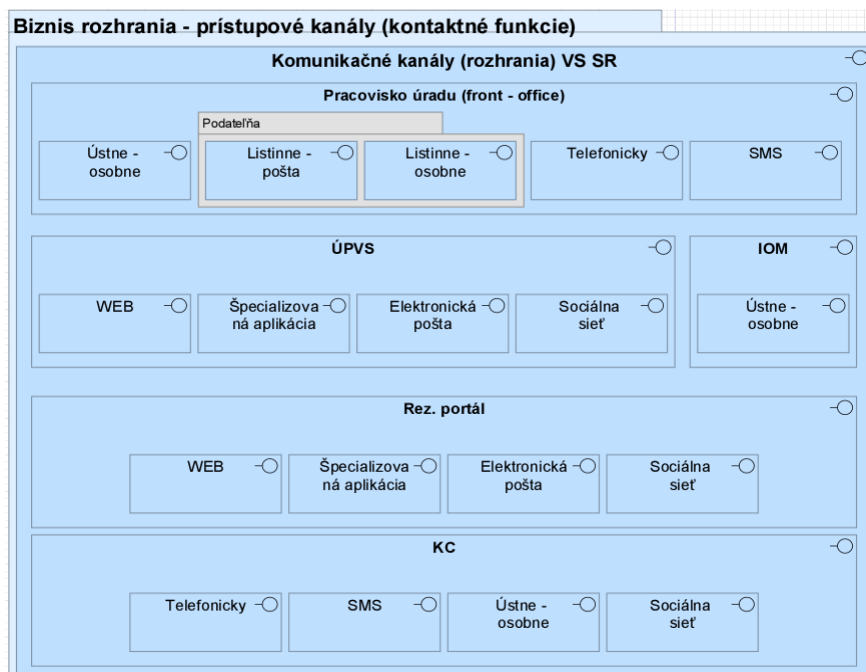 Biznis rozhrania - prístupové kanály (kontaktné funkcie)
Komunikačné kanály (rozhrania) VS SR
Pracovisko úradu (front - office)
Podateľňa
Ústne -
osobne
Listinne -
pošta
Listinne -
osobne
Telefonicky
SMS
ÚPVS
WEB
Špecializova
ná aplikácia
Elektronická
pošta
Sociálna
sieť
IOM
Ústne -
osobne
Rez. portál
WEB
Špecializova
ná aplikácia
Elektronická
pošta
Sociálna
sieť
KC
Telefonicky
SMS
Ústne -
osobne
Sociálna
sieť